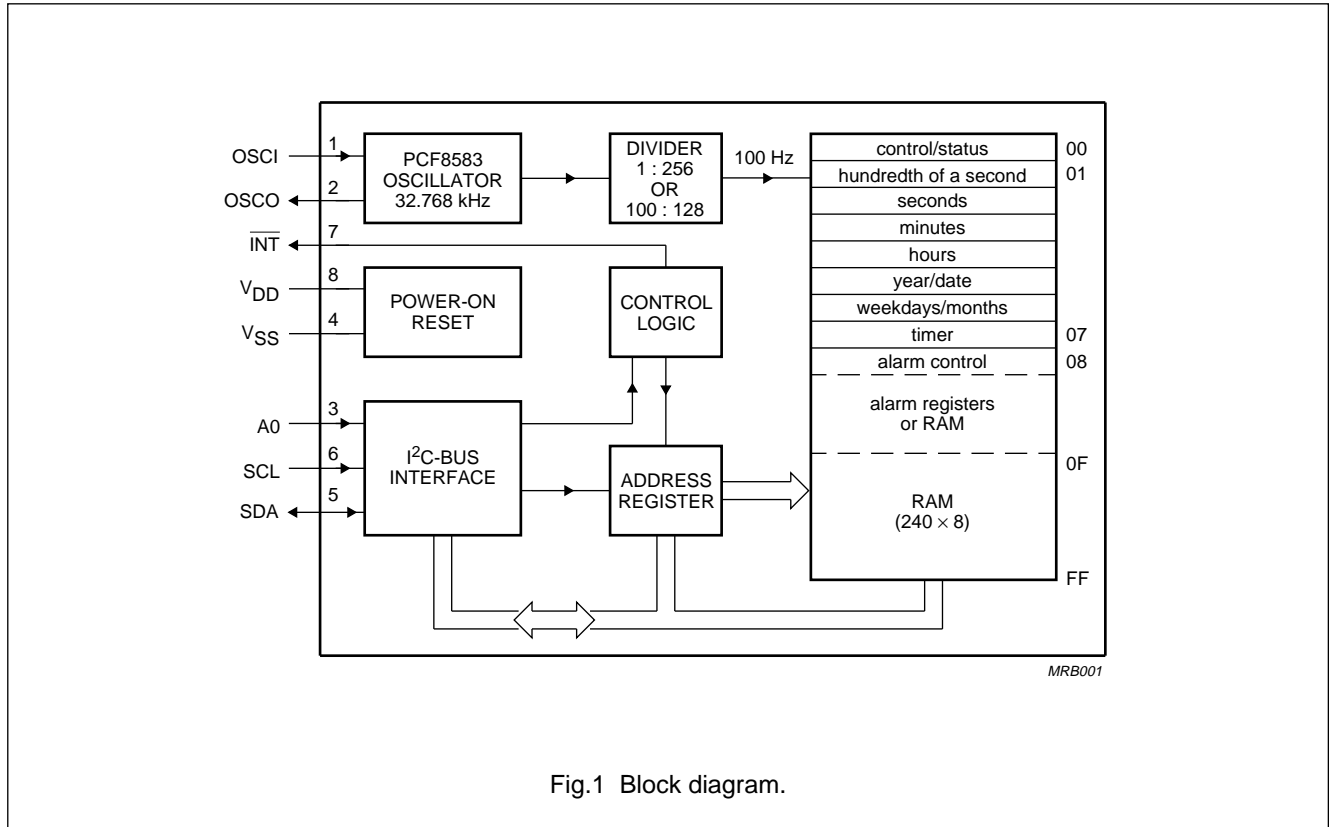 OSCI
1
OSCO
2
INT
7
VDD
8
VSS
4
A0
3
SCL
6
SDA
5
PCF8583
OSCILLATOR
32.768 kHz
DIVIDER
1 : 256
OR
100 : 128
100 Hz
POWER-ON
RESET
CONTROL
LOGIC
I2C-BUS
INTERFACE
ADDRESS
REGISTER
control/status
00
hundredth of a second
01
seconds
minutes
hours
year/date
weekdays/months
timer
07
alarm control
08
alarm registers
or RAM
0F
RAM
(240 × 8)
FF
MRB001
Fig.1 Block diagram.